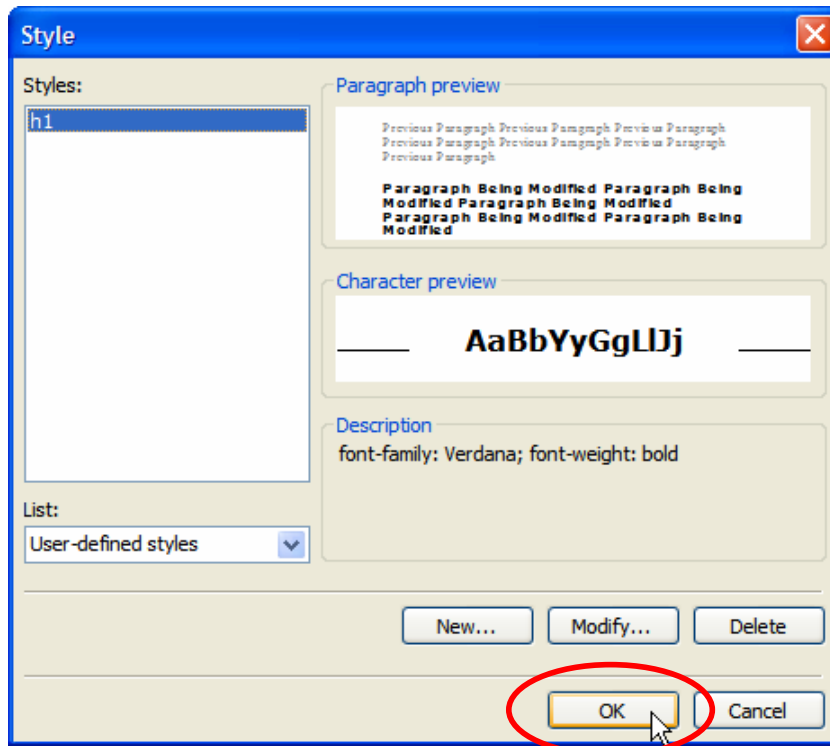 Style
Styles:
h1
Paragraph preview
Previous Paragraph Previous Paragraph Previous Paragraph
Previous Paragraph Previous Paragraph Previous Paragraph
Previous Paragraph
Paragraph Being Modified Paragraph Being
Modified Paragraph Being Modified
Paragraph Being Modified Paragraph Being
Modified
Character preview
AaBbYyGgLlJj
Description
font-family: Verdana; font-weight: bold
List:
User-defined styles
New... Modify... Delete
OK Cancel